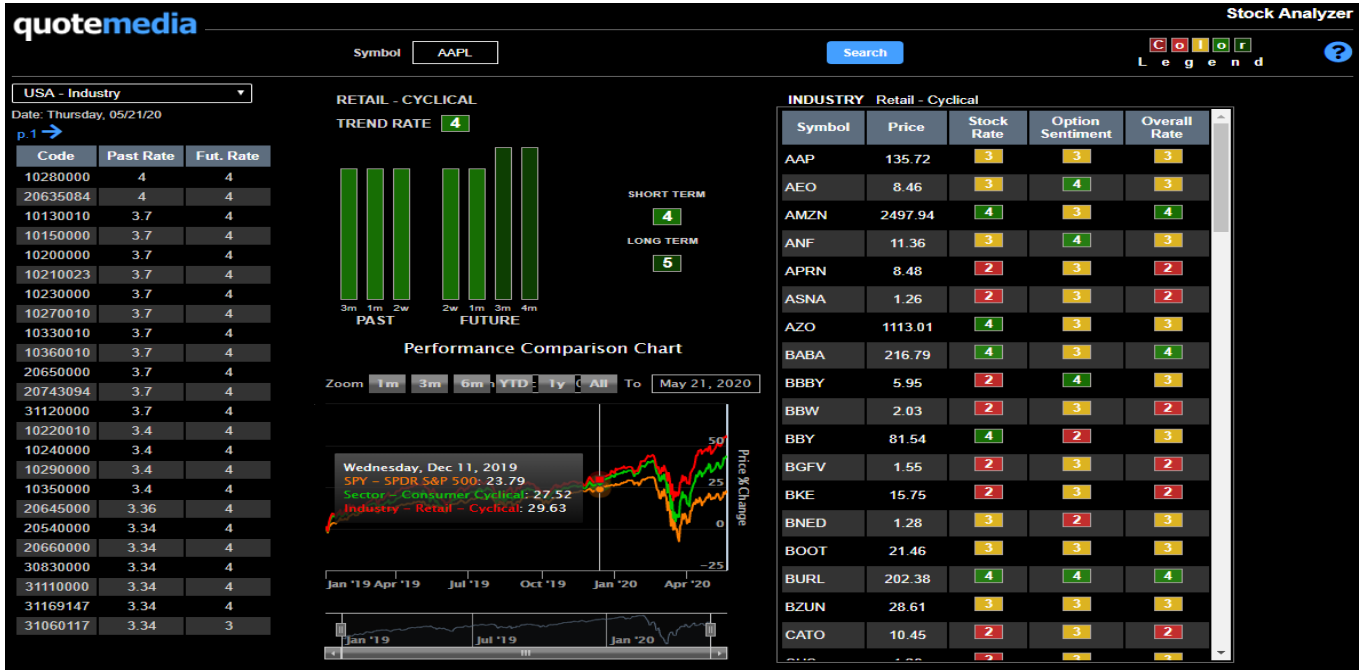 quotemedia
Stock Analyzer
Symbol AAPL Search
Color
Legend
?
USA - Industry
Date: Thursday, 05/21/20
p.1
Code Past Rate Fut. Rate
10280000 4 4
20635084 4 4
10130010 3.7 4
10150000 3.7 4
10200000 3.7 4
10210023 3.7 4
10230000 3.7 4
10270010 3.7 4
10330010 3.7 4
10360010 3.7 4
20650000 3.7 4
20743094 3.7 4
31120000 3.7 4
10220010 3.4 4
10240000 3.4 4
10290000 3.4 4
10350000 3.4 4
20645000 3.36 4
20540000 3.34 4
20660000 3.34 4
30830000 3.34 4
31110000 3.34 4
31169147 3.34 4
31060117 3.34 3
RETAIL - CYCLICAL
TREND RATE 4
SHORT TERM
4
LONG TERM
5
3m 1m 2w 2w 1m 3m 4m
PAST FUTURE
Performance Comparison Chart
Zoom 1m 3m 6m YTD 1y All To May 21, 2020
50
25
0
-25
Price % Change
Wednesday, Dec 11, 2019
SPY - SPDR S&P 500: 23.79
Sector - Consumer Cyclical: 27.52
Industry - Retail - Cyclical: 29.63
Jan '19 Apr '19 Jul '19 Oct '19 Jan '20 Apr '20
Jan '19 Jul '19 Jan '20
INDUSTRY Retail - Cyclical
Symbol Price Stock Rate Option Sentiment Overall Rate
AAP 135.72 3 3 3
AEO 8.46 3 4 3
AMZN 2497.94 4 3 4
ANF 11.36 3 4 3
APRN 8.48 2 3 2
ASNA 1.26 2 3 2
AZO 1113.01 4 3 3
BABA 216.79 4 3 4
BBBY 5.95 2 4 3
BBW 2.03 2 3 2
BBY 81.54 4 2 3
BGFV 1.55 2 3 2
BKE 15.75 2 3 2
BNED 1.28 3 2 3
BOOT 21.46 3 3 3
BURL 202.38 4 4 4
BZUN 28.61 3 3 3
CATO 10.45 2 3 2